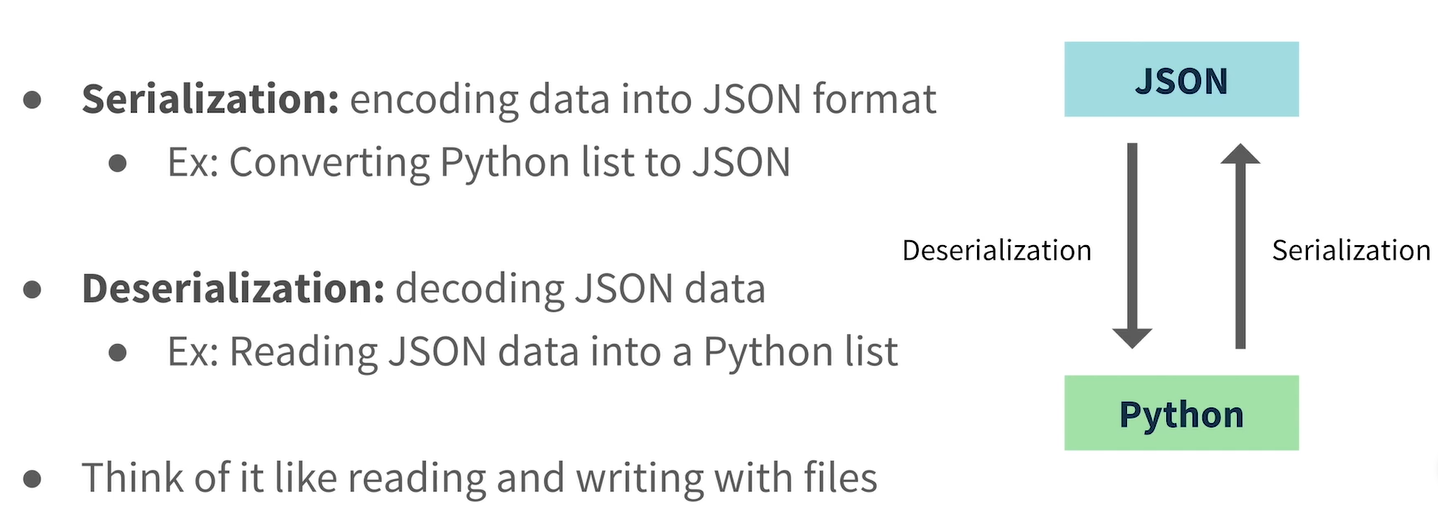 ● Serialization: encoding data into JSON format
● Ex: Converting Python list to JSON
● Deserialization: decoding JSON data
● Ex: Reading JSON data into a Python list
● Think of it like reading and writing with files
JSON
Deserialization
Serialization
Python